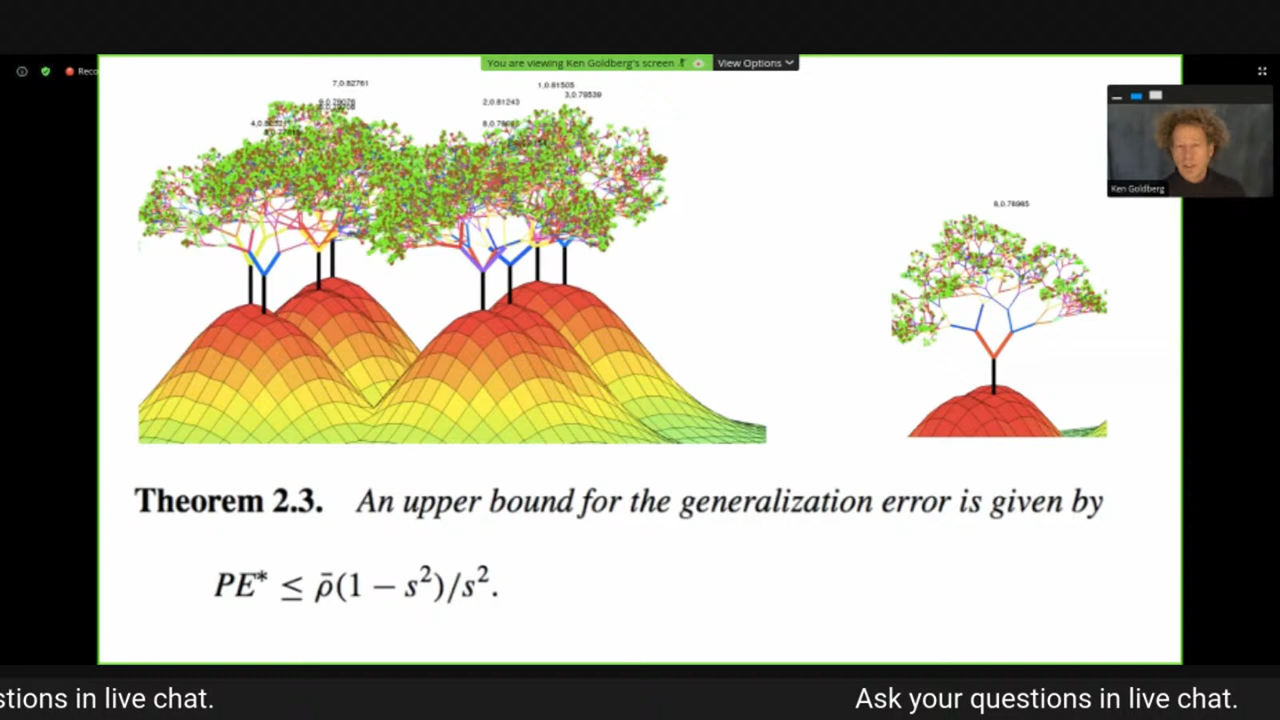 You are viewing Ken Goldberg's screen
View Options
Reco
7,0.82761
1,0.81505
3,0.79539
2,0.81243
Ken Goldberg
8,0.78985
Theorem 2.3. An upper bound for the generalization error is given by
PE* ≤ ρ̄(1 − s²)/s².
stions in live chat.
Ask your questions in live chat.